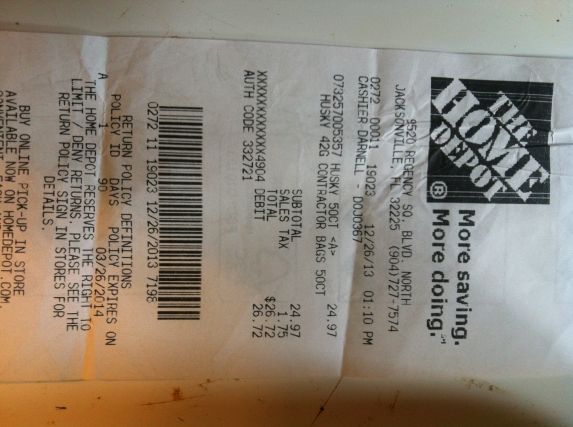 THE
HOME
DEPOT
®
More saving.
More doing.℠
9520 REGENCY SQ. BLVD. NORTH
JACKSONVILLE, FL 32225 (904)727-7574
0272 00011 19023 12/26/13 01:10 PM
CASHIER DARNELL - DOJ0367
073257005357 HUSKY 50CT <A> 24.97
HUSKY 42G CONTRACTOR BAGS 50CT
SUBTOTAL 24.97
SALES TAX 1.75
TOTAL $26.72
XXXXXXXXXXXX4904 DEBIT 26.72
AUTH CODE 332721
0272 11 19023 12/26/2013 7198
RETURN POLICY DEFINITIONS
POLICY ID DAYS POLICY EXPIRES ON
A 1 90 03/26/2014
THE HOME DEPOT RESERVES THE RIGHT TO
LIMIT / DENY RETURNS. PLEASE SEE THE
RETURN POLICY SIGN IN STORES FOR
DETAILS.
BUY ONLINE PICK-UP IN STORE
AVAILABLE NOW ON HOMEDEPOT.COM.